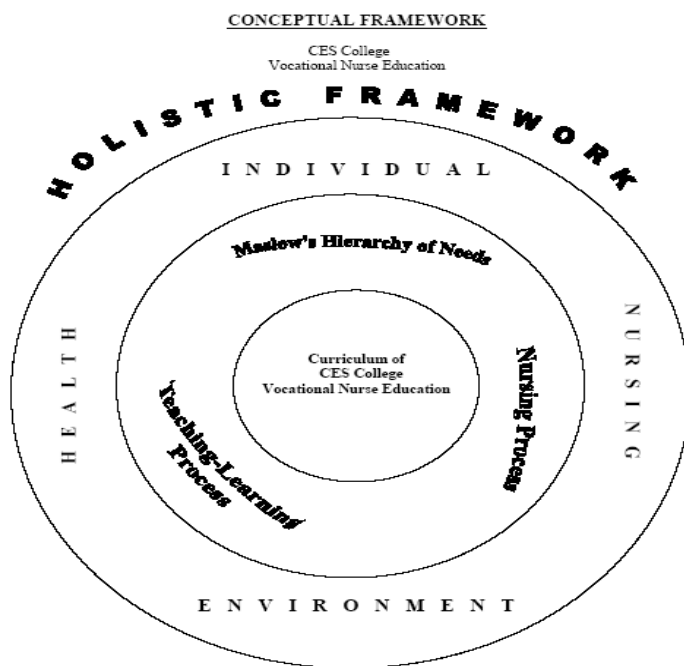 CONCEPTUAL FRAMEWORK
CES College
Vocational Nurse Education
HOLISTIC FRAMEWORK
INDIVIDUAL
Maslow's Hierarchy of Needs
HEALTH
NURSING
Curriculum of
CES College
Vocational Nurse Education
Nursing Process
Teaching-Learning
Process
ENVIRONMENT